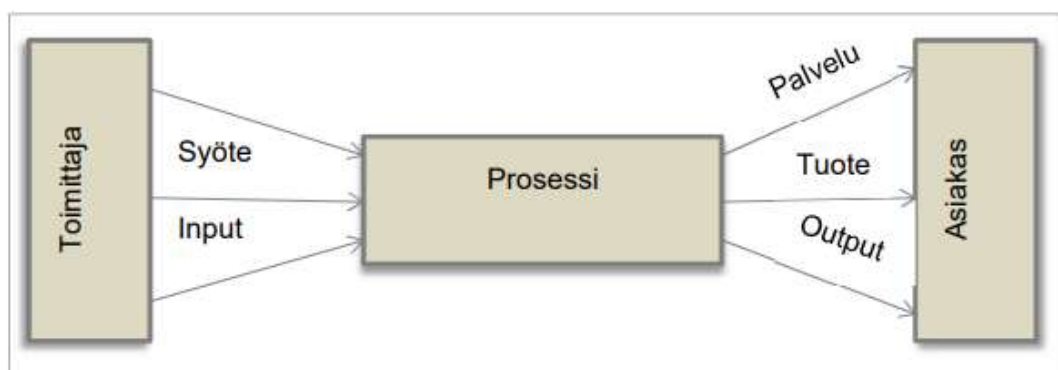 Toimittaja
Syöte
Input
Prosessi
Palvelu
Tuote
Output
Asiakas